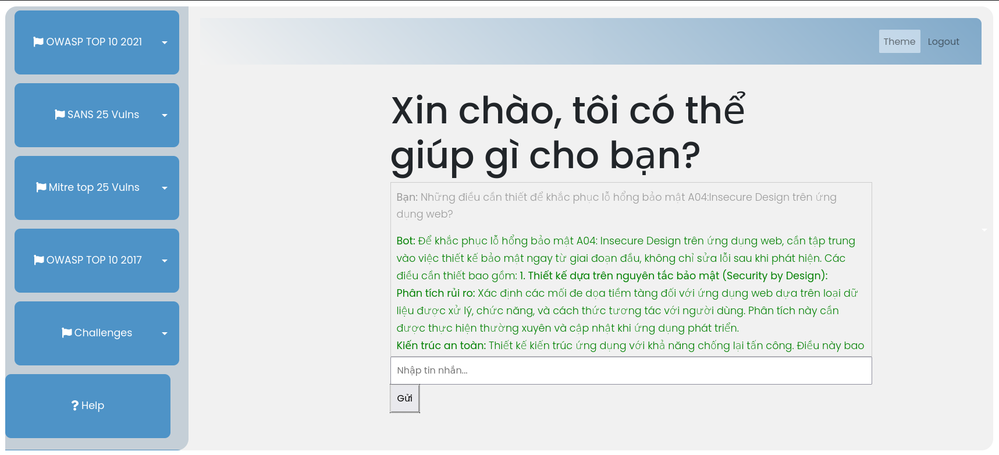 OWASP TOP 10 2021
SANS 25 Vulns
Mitre top 25 Vulns
OWASP TOP 10 2017
Challenges
Help
Theme Logout
Xin chào, tôi có thể
giúp gì cho bạn?
Bạn: Những điều cần thiết để khắc phục lỗ hổng bảo mật A04:Insecure Design trên ứng
dụng web?
Bot: Để khắc phục lỗ hổng bảo mật A04: Insecure Design trên ứng dụng web, cần tập trung
vào việc thiết kế bảo mật ngay từ giai đoạn đầu, không chỉ sửa lỗi sau khi phát hiện. Các
điều cần thiết bao gồm: 1. Thiết kế dựa trên nguyên tắc bảo mật (Security by Design):
Phân tích rủi ro: Xác định các mối đe dọa tiềm tàng đối với ứng dụng web dựa trên loại dữ
liệu được xử lý, chức năng, và cách thức tương tác với người dùng. Phân tích này cần
được thực hiện thường xuyên và cập nhật khi ứng dụng phát triển.
Kiến trúc an toàn: Thiết kế kiến trúc ứng dụng với khả năng chống lại tấn công. Điều này bao
Nhập tin nhắn...
Gửi